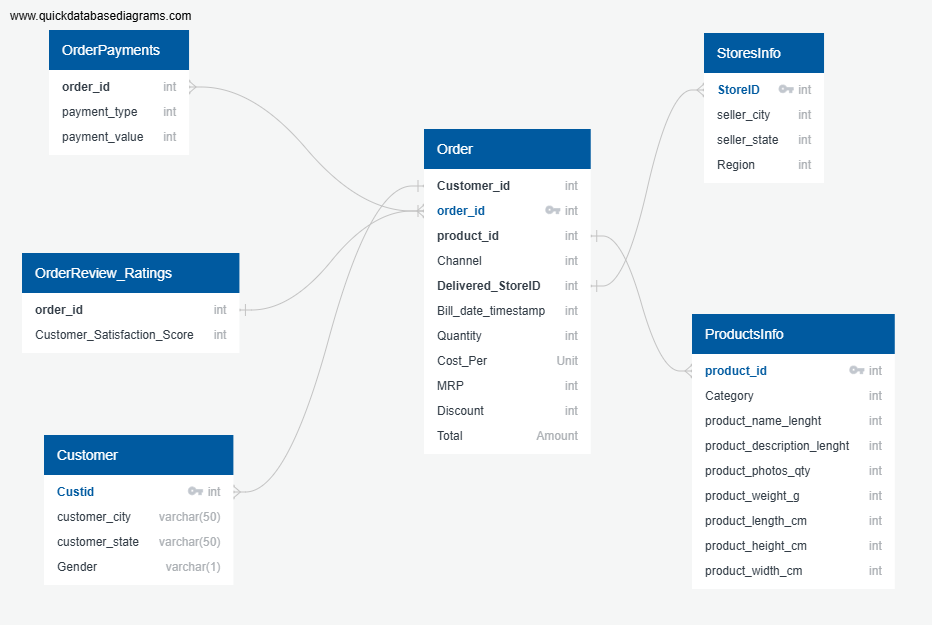 www.quickdatabasediagrams.com
OrderPayments
order_id int
payment_type int
payment_value int
OrderReview_Ratings
order_id int
Customer_Satisfaction_Score int
Customer
Custid int
customer_city varchar(50)
customer_state varchar(50)
Gender varchar(1)
Order
Customer_id int
order_id int
product_id int
Channel int
Delivered_StoreID int
Bill_date_timestamp int
Quantity int
Cost_Per Unit
MRP int
Discount int
Total Amount
StoresInfo
StoreID int
seller_city int
seller_state int
Region int
ProductsInfo
product_id int
Category int
product_name_lenght int
product_description_lenght int
product_photos_qty int
product_weight_g int
product_length_cm int
product_height_cm int
product_width_cm int